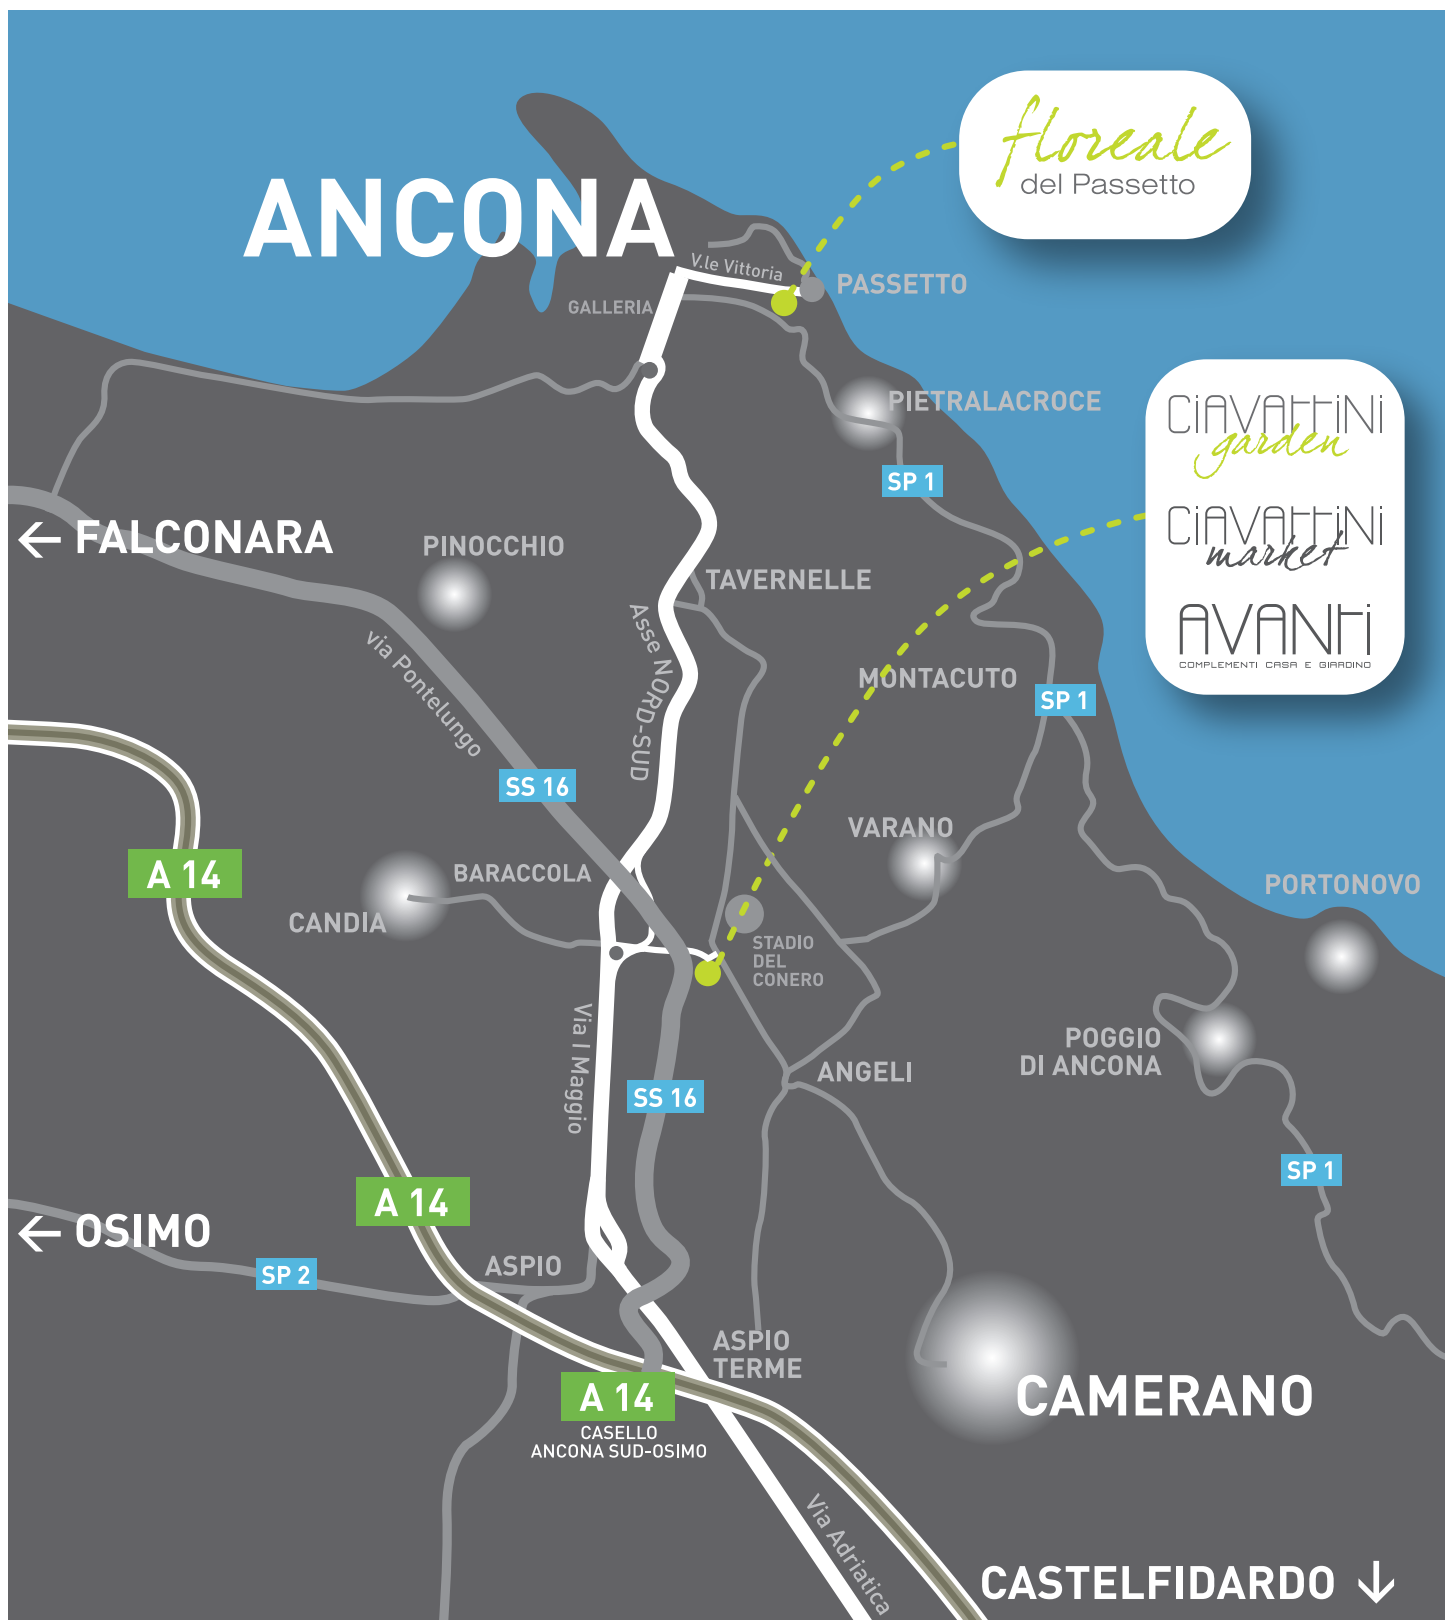 floreale
del Passetto
ANCONA
V.le Vittoria
PASSETTO
GALLERIA
CiAVATTiNi
garden
CiAVATTiNi
market
AVANTi
COMPLEMENTI CASA E GIARDINO
PIETRALACROCE
SP 1
← FALCONARA
PINOCCHIO
TAVERNELLE
Asse NORD-SUD
via Pontelungo
MONTACUTO
SP 1
SS 16
VARANO
A 14
BARACCOLA
CANDIA
PORTONOVO
STADIO
DEL
CONERO
Via I Maggio
POGGIO
DI ANCONA
ANGELI
SS 16
SP 1
A 14
← OSIMO
SP 2
ASPIO
ASPIO
TERME
A 14
CASELLO
ANCONA SUD-OSIMO
CAMERANO
Via Adriatica
CASTELFIDARDO ↓